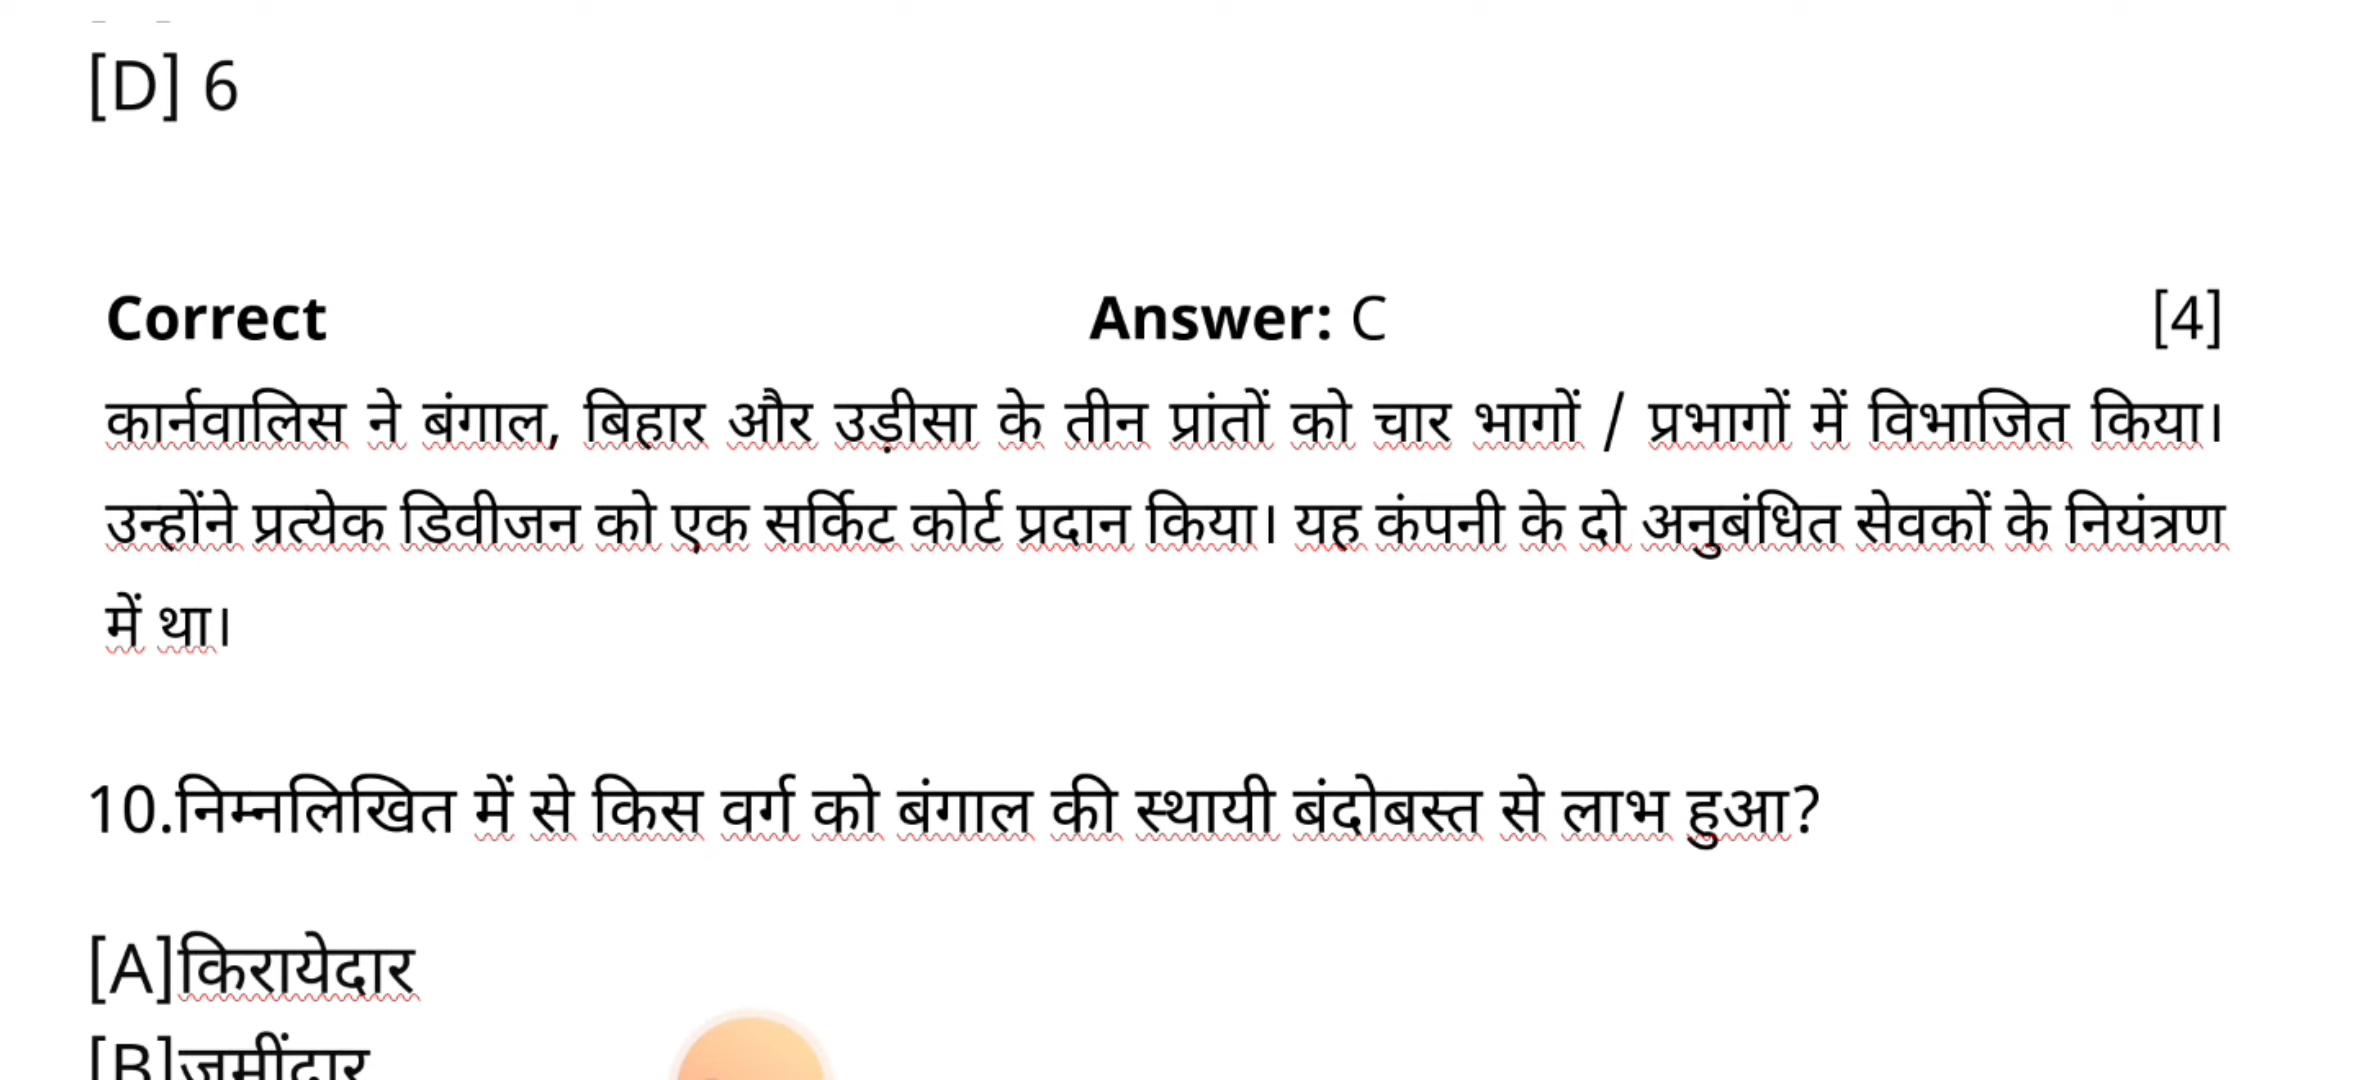 [D] 6
Correct Answer: C [4]
कार्नवालिस ने बंगाल, बिहार और उड़ीसा के तीन प्रांतों को चार भागों / प्रभागों में विभाजित किया।
उन्होंने प्रत्येक डिवीजन को एक सर्किट कोर्ट प्रदान किया। यह कंपनी के दो अनुबंधित सेवकों के नियंत्रण
में था।
10.निम्नलिखित में से किस वर्ग को बंगाल की स्थायी बंदोबस्त से लाभ हुआ?
[A]किरायेदार
[B]जमींदार